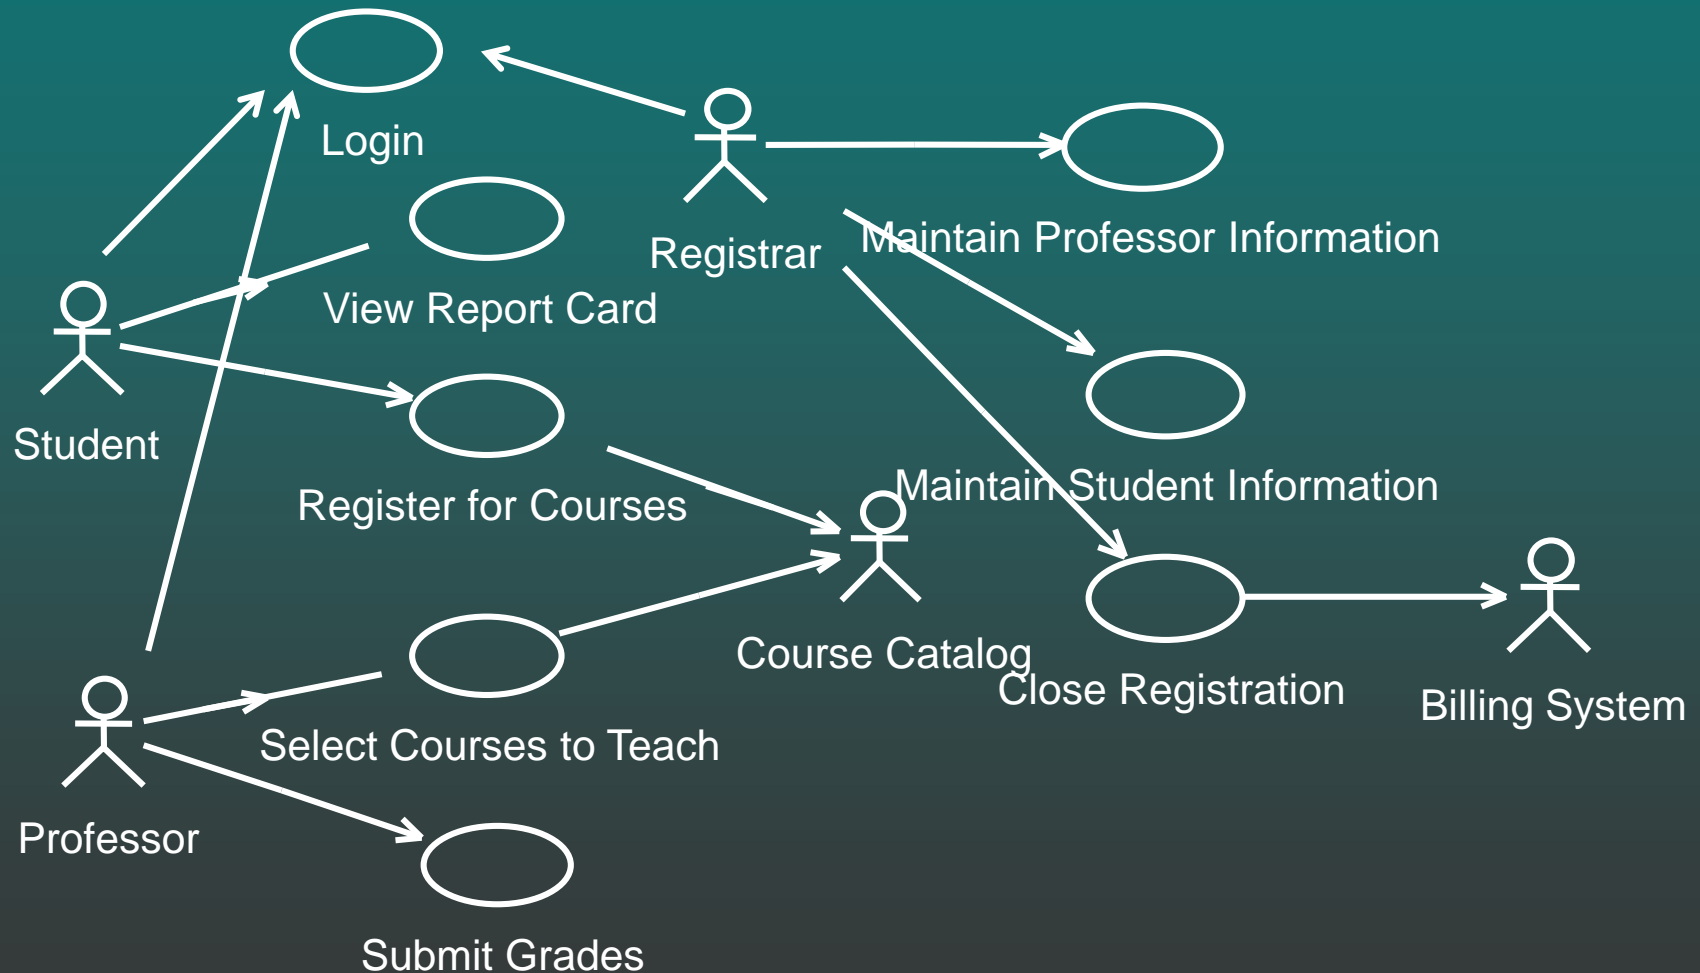 Login
Registrar
Maintain Professor Information
View Report Card
Student
Register for Courses
Maintain Student Information
Course Catalog
Close Registration
Billing System
Select Courses to Teach
Professor
Submit Grades